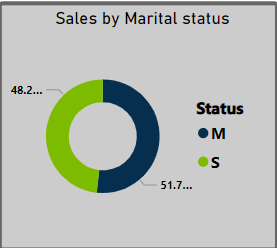 Sales by Marital status
48.2...
Status
M
S
51.7...